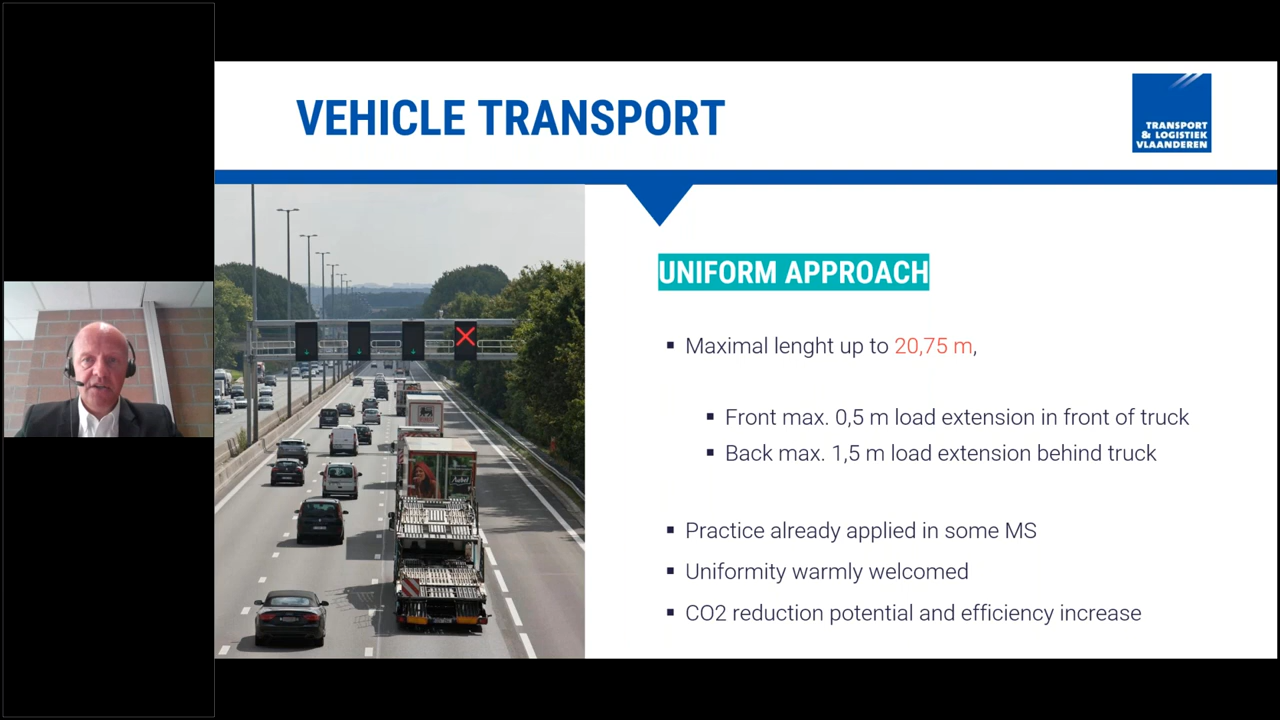 VEHICLE TRANSPORT
TRANSPORT
& LOGISTIEK
VLAANDEREN
UNIFORM APPROACH
▪ Maximal lenght up to 20,75 m,
▪ Front max. 0,5 m load extension in front of truck
▪ Back max. 1,5 m load extension behind truck
▪ Practice already applied in some MS
▪ Uniformity warmly welcomed
▪ CO2 reduction potential and efficiency increase